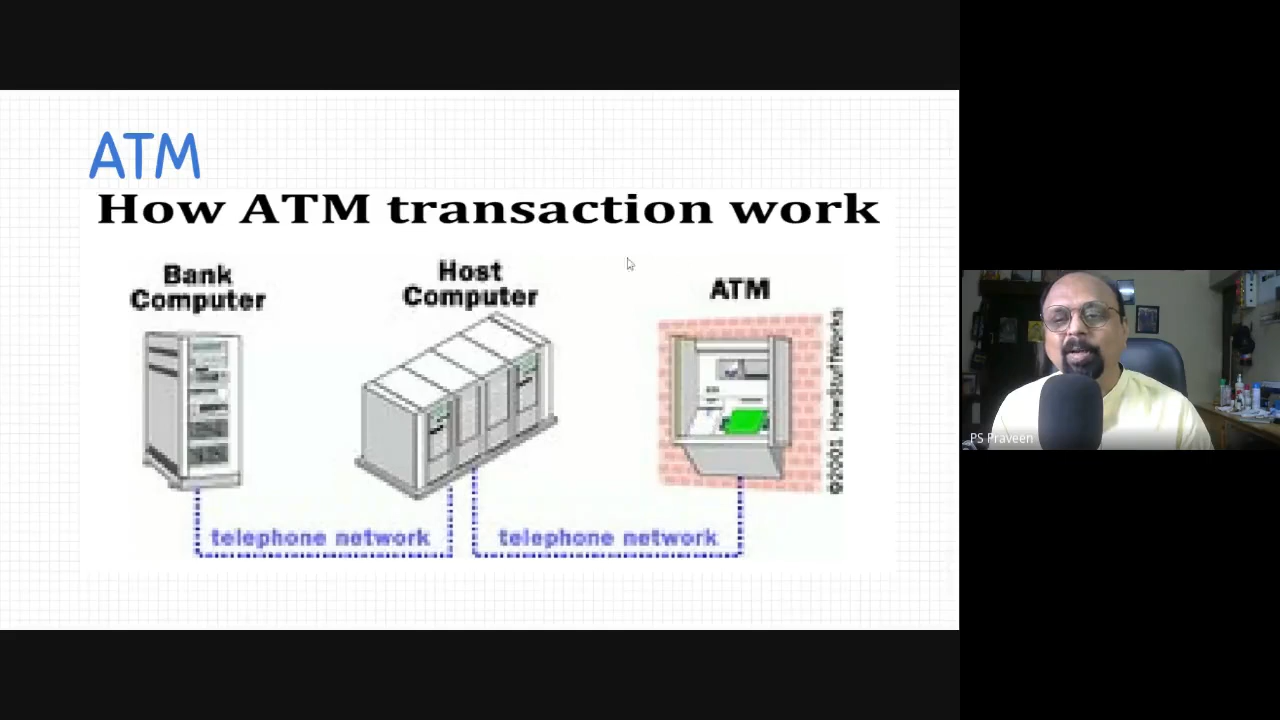 ATM
How ATM transaction work
Bank
Computer
Host
Computer
ATM
©2001 HowStuffWorks
telephone network
telephone network
PS Praveen